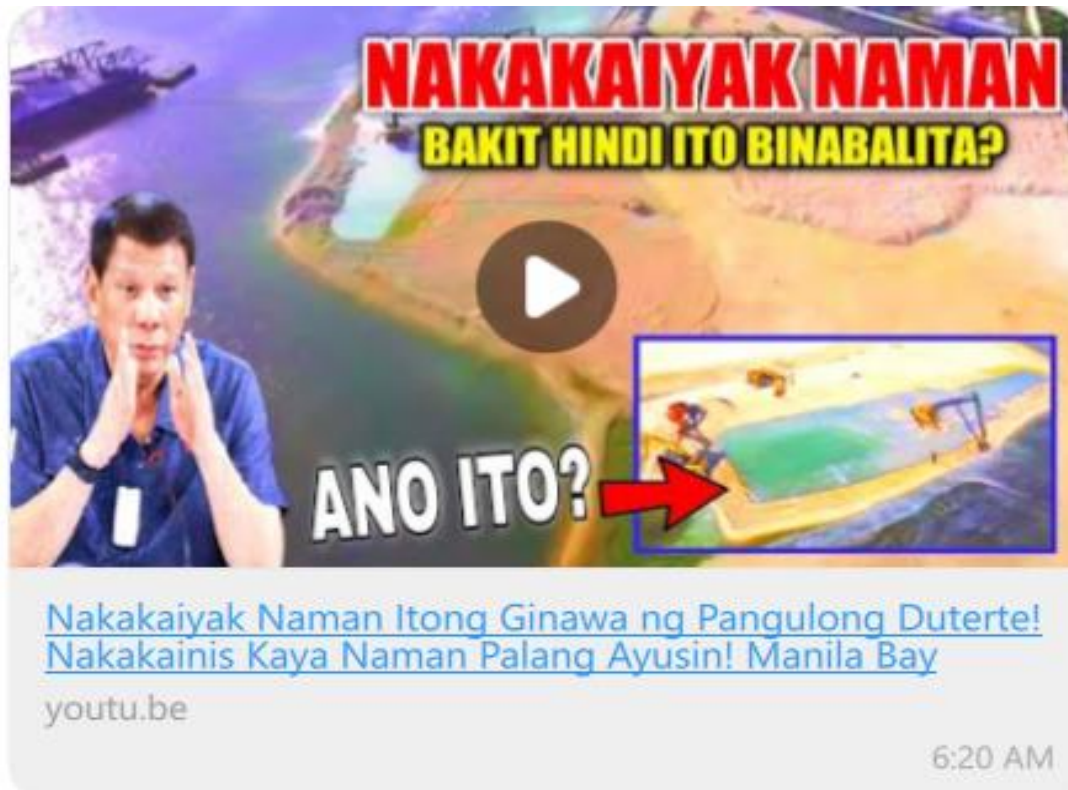 NAKAKAIYAK NAMAN
BAKIT HINDI ITO BINABALITA?
ANO ITO?
Nakakaiyak Naman Itong Ginawa ng Pangulong Duterte!
Nakakainis Kaya Naman Palang Ayusin! Manila Bay
youtu.be
6:20 AM